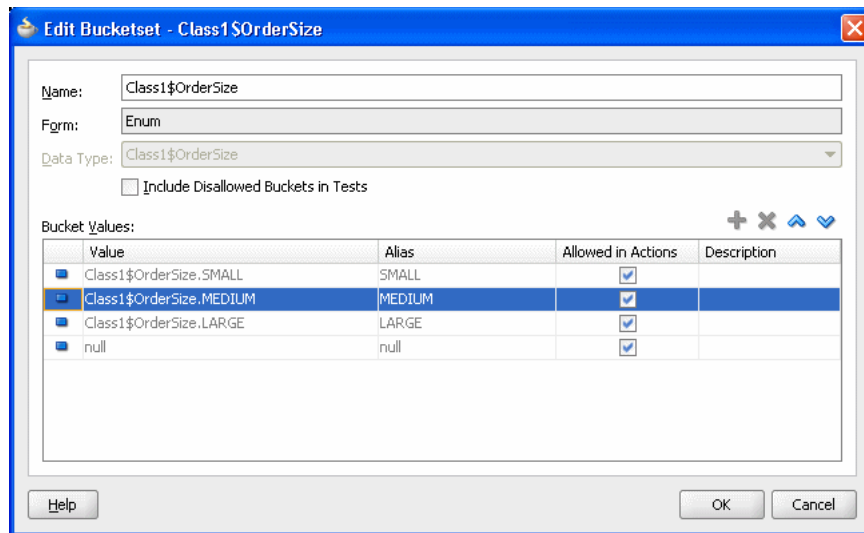 Edit Bucketset - Class1$OrderSize
Name: Class1$OrderSize
Form: Enum
Data Type: Class1$OrderSize
Include Disallowed Buckets in Tests
Bucket Values:
Value Alias Allowed in Actions Description
Class1$OrderSize.SMALL SMALL
Class1$OrderSize.MEDIUM MEDIUM
Class1$OrderSize.LARGE LARGE
null null
Help OK Cancel